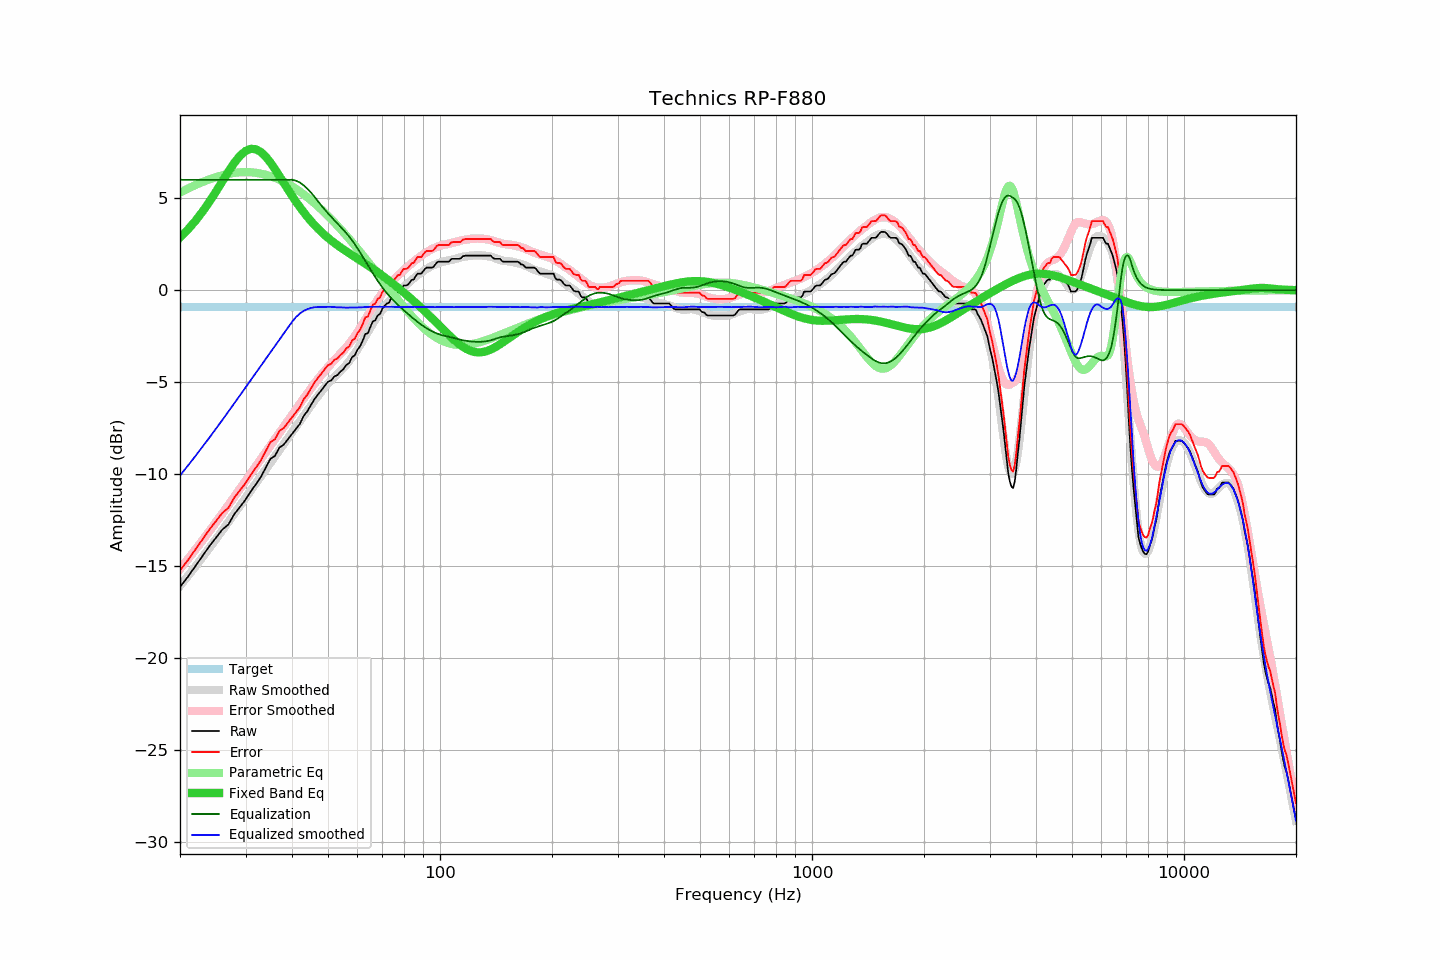 Technics RP-F880
Amplitude (dBr)
5
0
−5
−10
−15
−20
−25
−30
Target
Raw Smoothed
Error Smoothed
Raw
Error
Parametric Eq
Fixed Band Eq
Equalization
Equalized smoothed
100
1000
10000
Frequency (Hz)